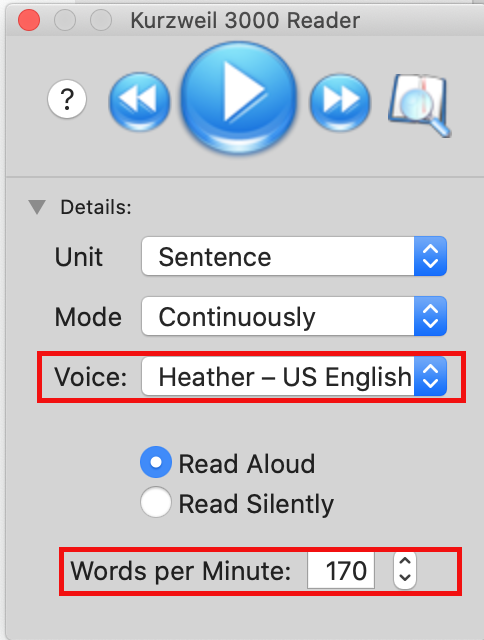 Kurzweil 3000 Reader
?
Details:
Unit Sentence
Mode Continuously
Voice: Heather – US English
Read Aloud
Read Silently
Words per Minute: 170